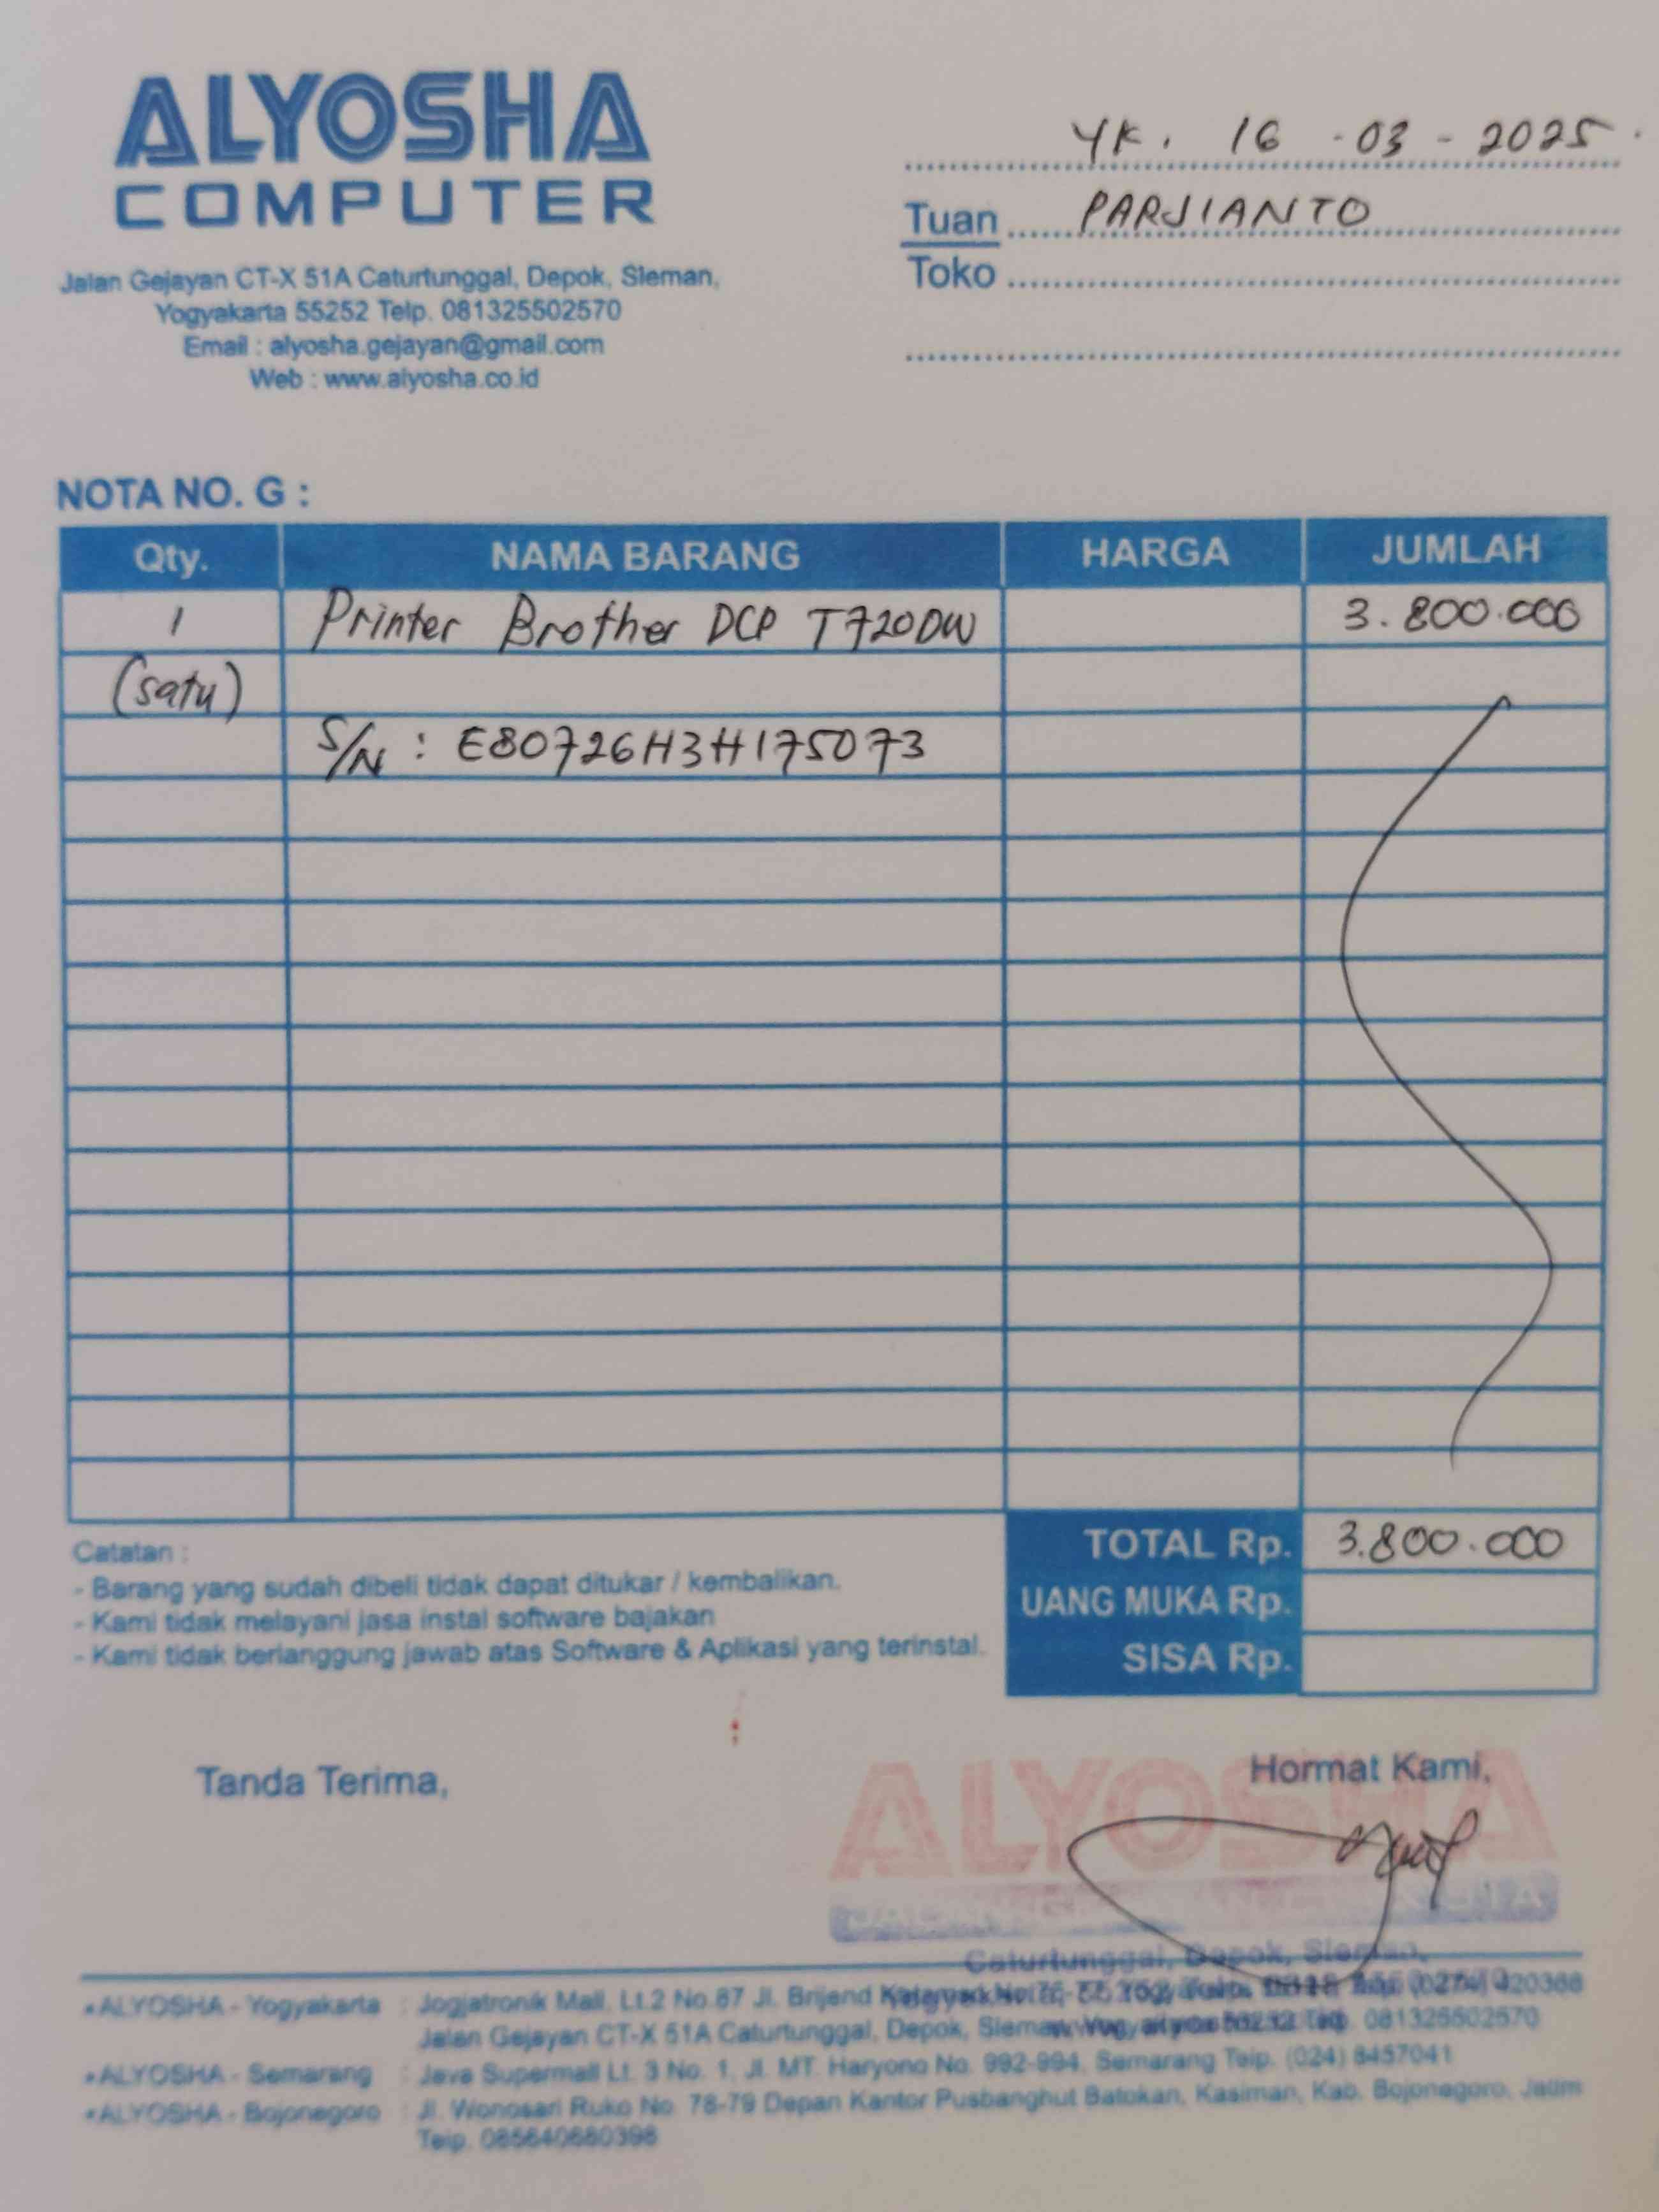 ALYOSHA
COMPUTER
Jalan Gejayan CT-X 51A Caturtunggal, Depok, Sleman,
Yogyakarta 55252 Telp. 081325502570
Email : alyosha.gejayan@gmail.com
Web : www.alyosha.co.id
YK. 16 - 03 - 2025.
Tuan PARJIANTO
Toko
NOTA NO. G :
Qty. NAMA BARANG HARGA JUMLAH
1 Printer Brother DCP T720DW 3.800.000
(satu)
S/N : E80726H3H175073
TOTAL Rp. 3.800.000
UANG MUKA Rp.
SISA Rp.
Catatan :
- Barang yang sudah dibeli tidak dapat ditukar / kembalikan.
- Kami tidak melayani jasa instal software bajakan
- Kami tidak berlanggung jawab atas Software & Aplikasi yang terinstal.
Tanda Terima,
Hormat Kami,
ALYOSHA
Caturtunggal, Depok, Sleman,
ALYOSHA - Yogyakarta : Jogjatronik Mall, Lt.2 No.87 Jl. Brijend
Jalan Gejayan CT-X 51A Caturtunggal, Depok, Sleman, 081325502570
ALYOSHA - Semarang : Java Supermall Lt. 3 No. 1, Jl. MT. Haryono No. 992-994, Semarang Telp. (024) 8457041
ALYOSHA - Bojonegoro : Jl. Wonosari Ruko No. 78-79 Depan Kantor Pusbanghut Batokan, Kasiman, Kab. Bojonegoro, Jatim
Telp. 085640680398